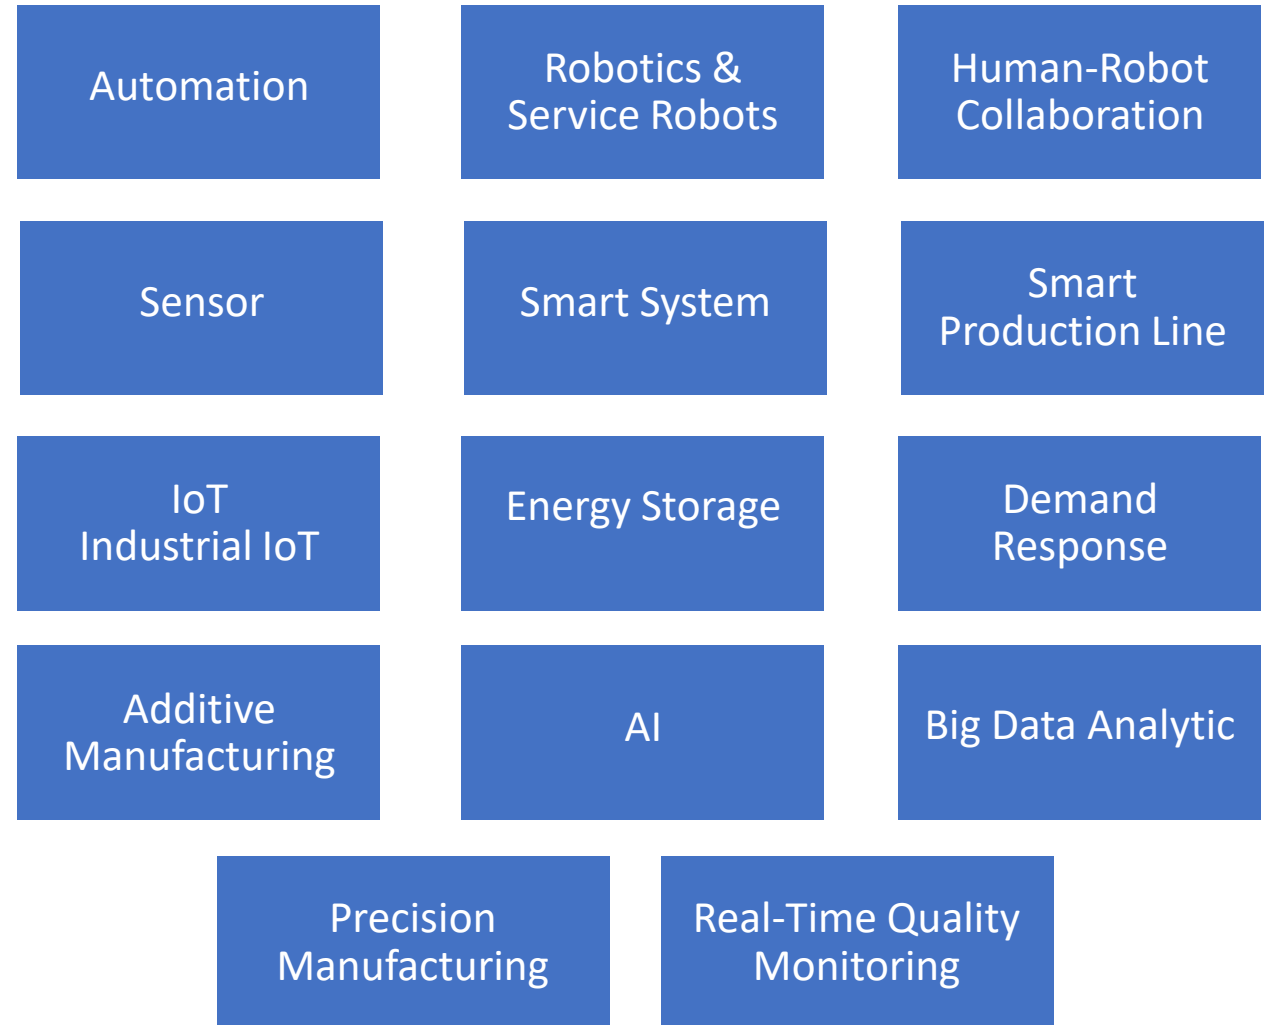 Automation
Robotics &
Service Robots
Human-Robot
Collaboration
Sensor
Smart System
Smart
Production Line
IoT
Industrial IoT
Energy Storage
Demand
Response
Additive
Manufacturing
AI
Big Data Analytic
Precision
Manufacturing
Real-Time Quality
Monitoring